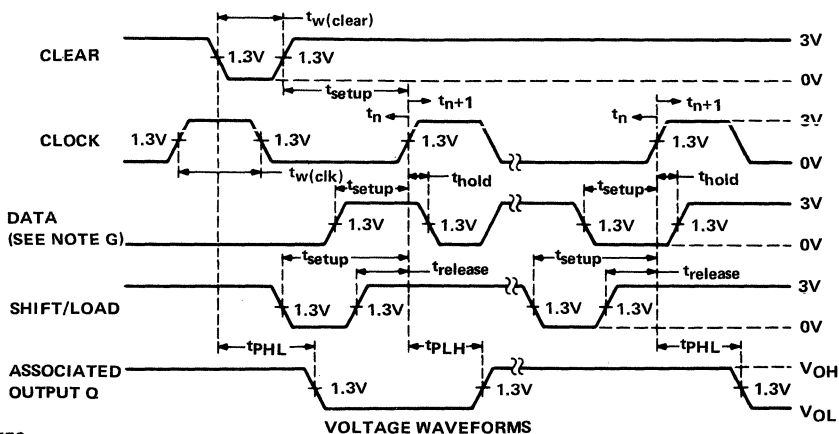 tw(clear)
CLEAR 1.3V 1.3V 3V
0V
tsetup tn tn+1 tn tn+1
CLOCK 1.3V 1.3V 1.3V 1.3V 3V
0V
tw(clk) tsetup thold tsetup thold
DATA
(SEE NOTE G) 1.3V 1.3V 1.3V 1.3V 3V
0V
tsetup trelease tsetup trelease
SHIFT/LOAD 1.3V 1.3V 1.3V 1.3V 3V
0V
tPHL tPLH tPHL
ASSOCIATED
OUTPUT Q 1.3V 1.3V 1.3V VOH
VOL
VOLTAGE WAVEFORMS